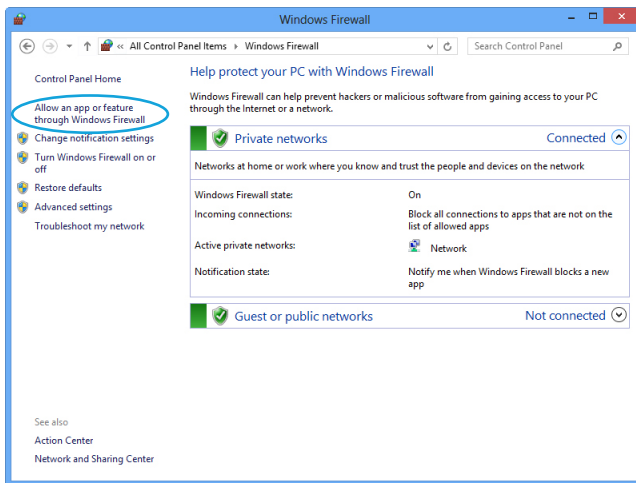 Windows Firewall
« All Control Panel Items Windows Firewall
Search Control Panel
Control Panel Home
Allow an app or feature
through Windows Firewall
Change notification settings
Turn Windows Firewall on or
off
Restore defaults
Advanced settings
Troubleshoot my network
Help protect your PC with Windows Firewall
Windows Firewall can help prevent hackers or malicious software from gaining access to your PC
through the Internet or a network.
Private networks Connected
Networks at home or work where you know and trust the people and devices on the network
Windows Firewall state: On
Incoming connections: Block all connections to apps that are not on the
list of allowed apps
Active private networks: Network
Notification state: Notify me when Windows Firewall blocks a new
app
Guest or public networks Not connected
See also
Action Center
Network and Sharing Center